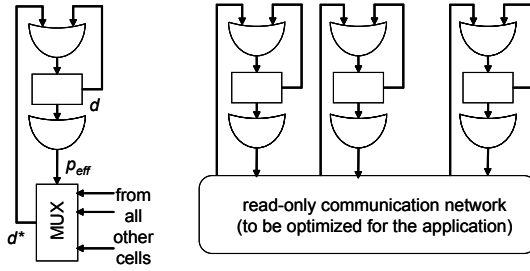 d
p_eff
MUX
d*
from
all
other
cells
read-only communication network
(to be optimized for the application)